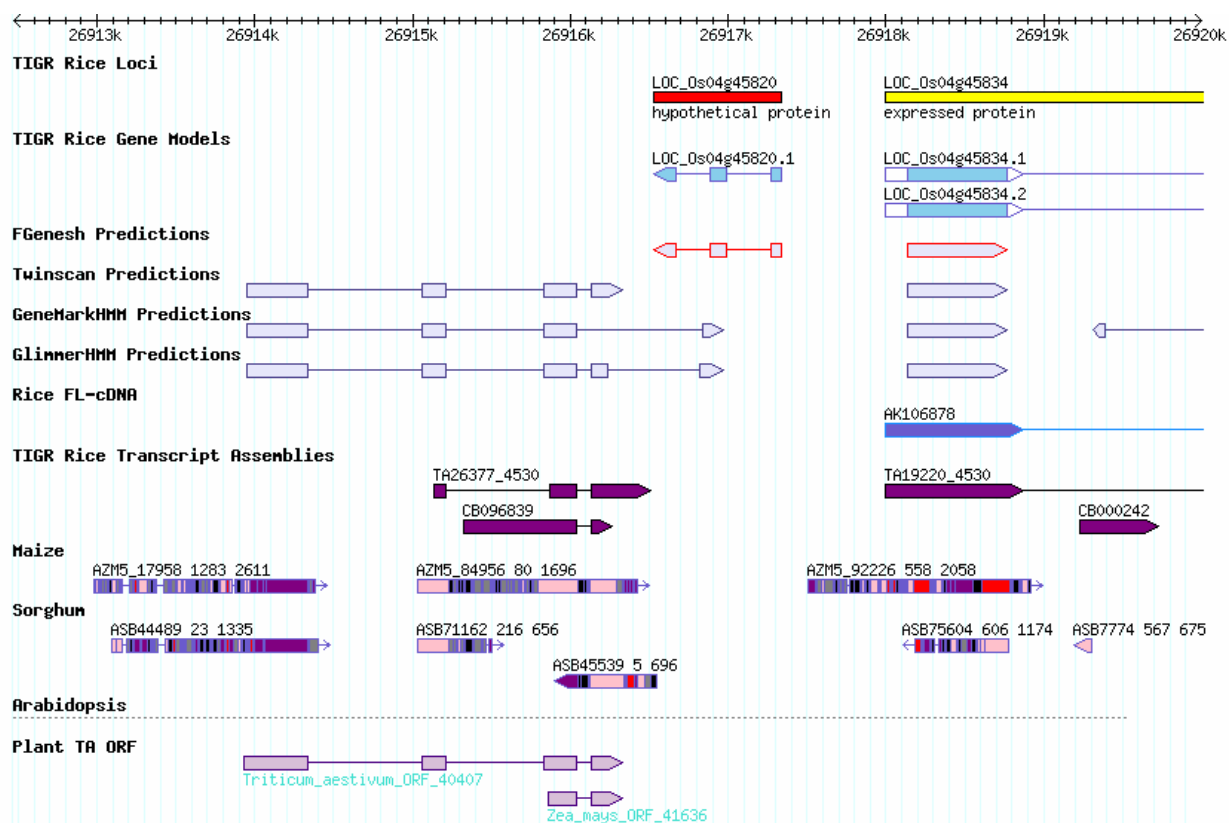 26913k 26914k 26915k 26916k 26917k 26918k 26919k 26920k
TIGR Rice Loci
LOC_Os04g45820 LOC_Os04g45834
hypothetical protein expressed protein
TIGR Rice Gene Models
LOC_Os04g45820.1 LOC_Os04g45834.1
LOC_Os04g45834.2
FGenesh Predictions
Twinscan Predictions
GeneMarkHMM Predictions
GlimmerHMM Predictions
Rice FL-cDNA
AK106878
TIGR Rice Transcript Assemblies
TA26377_4530 TA19220_4530
CB096839 CB000242
Maize
AZM5_17958 1283 2611 AZM5_84956 80 1696 AZM5_92226 558 2058
Sorghum
ASB44489 23 1335 ASB71162 216 656 ASB75604 606 1174 ASB7774 567 675
ASB45539 5 696
Arabidopsis
Plant TA ORF
Triticum_aestivum_ORF_40407
Zea_mays_ORF_41636